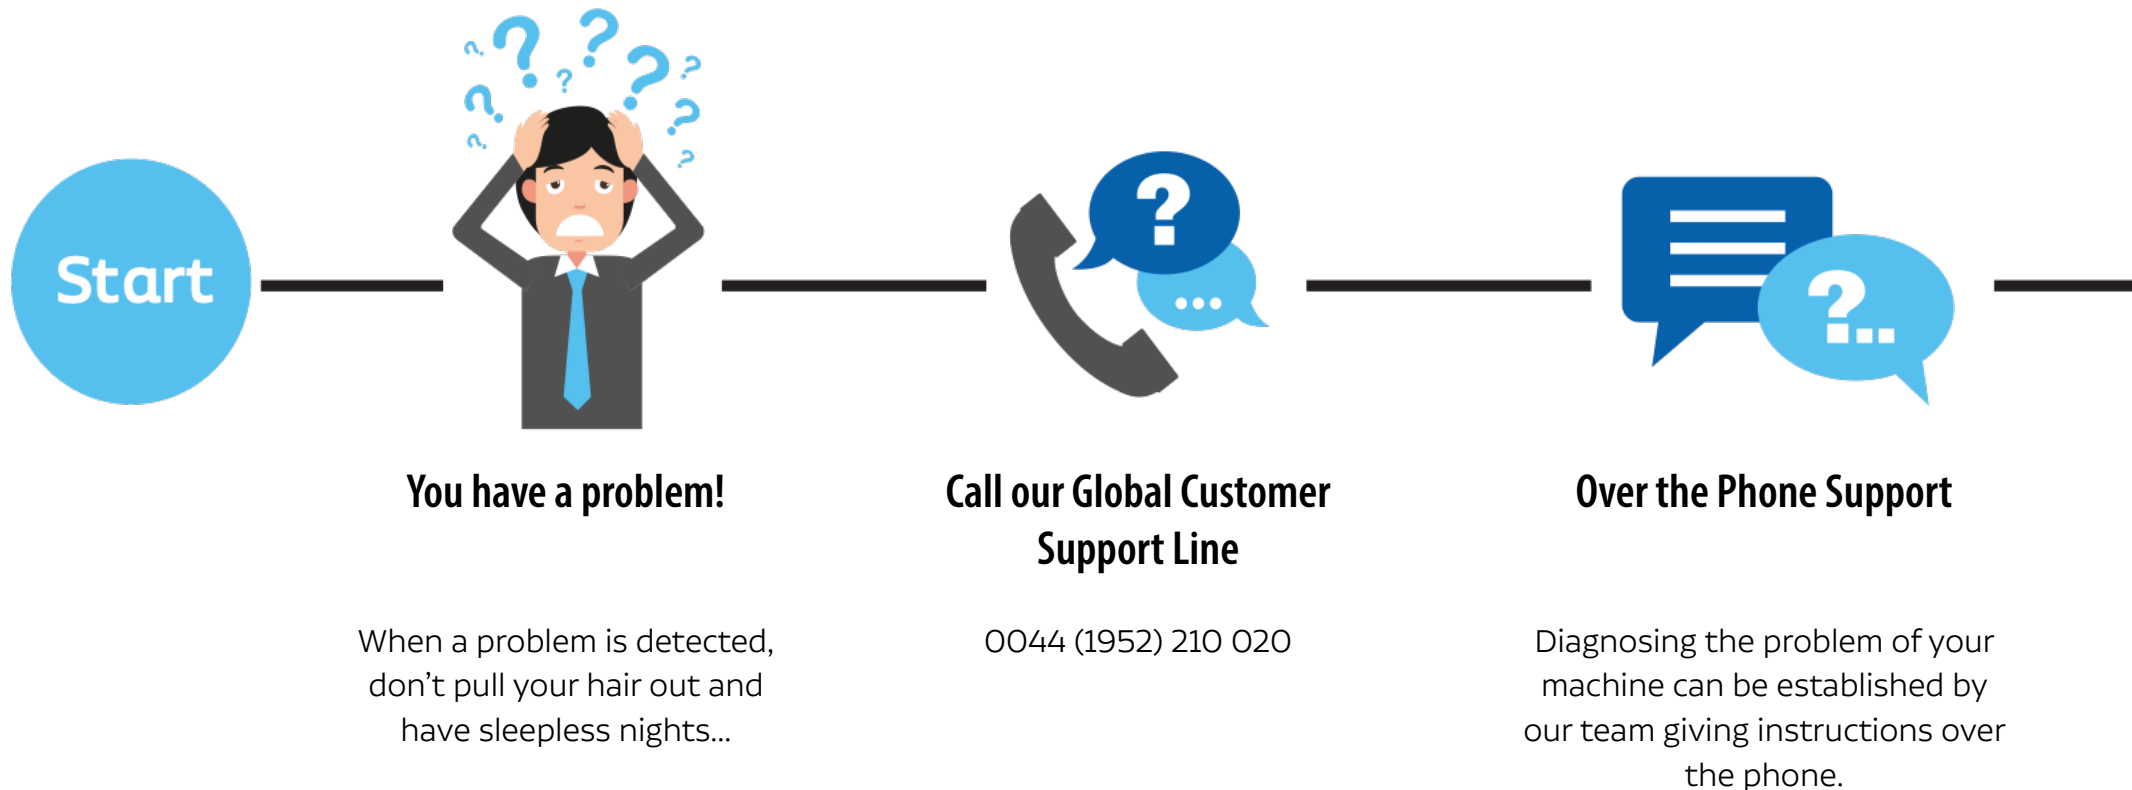 Start
You have a problem!
When a problem is detected,
don't pull your hair out and
have sleepless nights...
Call our Global Customer
Support Line
0044 (1952) 210 020
Over the Phone Support
Diagnosing the problem of your
machine can be established by
our team giving instructions over
the phone.